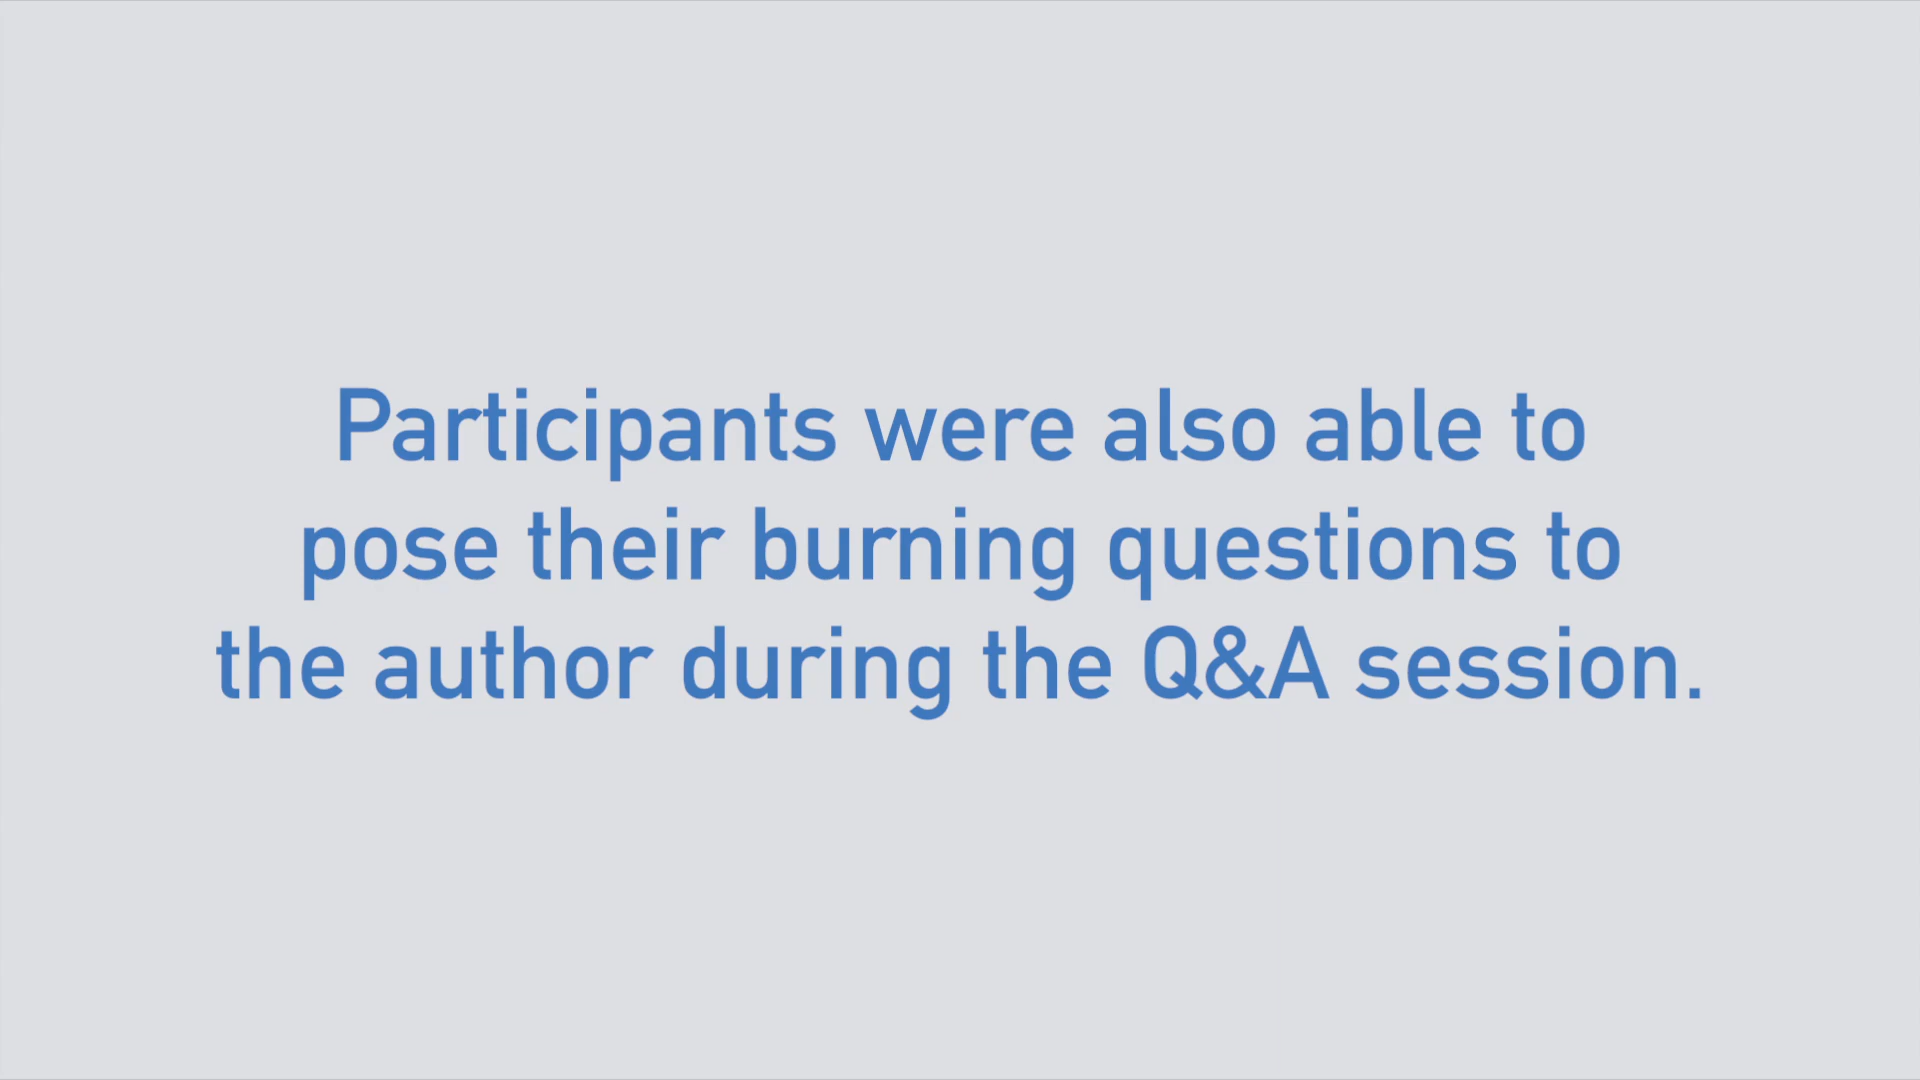 Participants were also able to
pose their burning questions to
the author during the Q&A session.